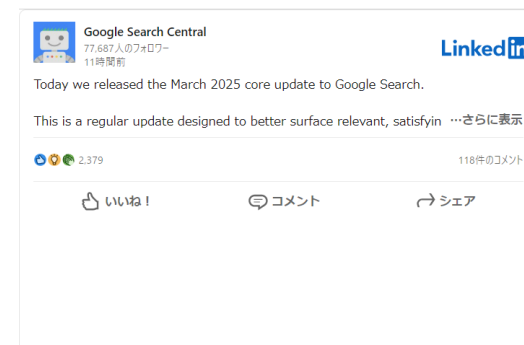 Google Search Central
77,687人のフォロワー
11時間前
LinkedIn
Today we released the March 2025 core update to Google Search.
This is a regular update designed to better surface relevant, satisfyin …さらに表示
2,379
118件のコメント
いいね！
コメント
シェア